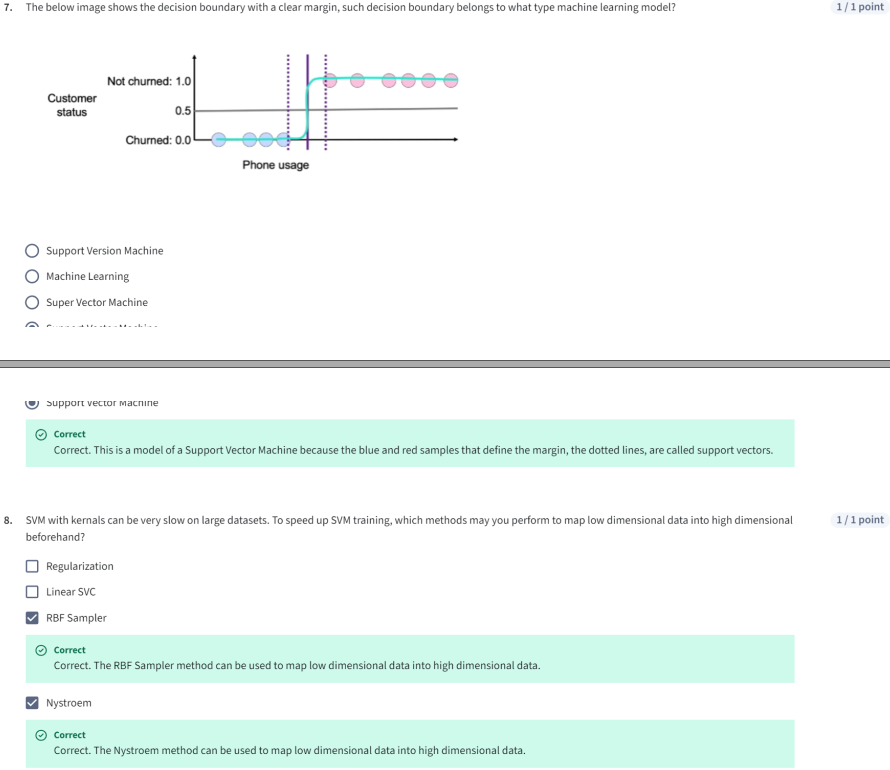 7. The below image shows the decision boundary with a clear margin, such decision boundary belongs to what type machine learning model?
1 / 1 point
Not churned: 1.0
Customer
status
0.5
Churned: 0.0
Phone usage
Support Version Machine
Machine Learning
Super Vector Machine
Support Vector Machine
Support Vector Machine
Correct
Correct. This is a model of a Support Vector Machine because the blue and red samples that define the margin, the dotted lines, are called support vectors.
8. SVM with kernals can be very slow on large datasets. To speed up SVM training, which methods may you perform to map low dimensional data into high dimensional
beforehand?
1 / 1 point
Regularization
Linear SVC
RBF Sampler
Correct
Correct. The RBF Sampler method can be used to map low dimensional data into high dimensional data.
Nystroem
Correct
Correct. The Nystroem method can be used to map low dimensional data into high dimensional data.